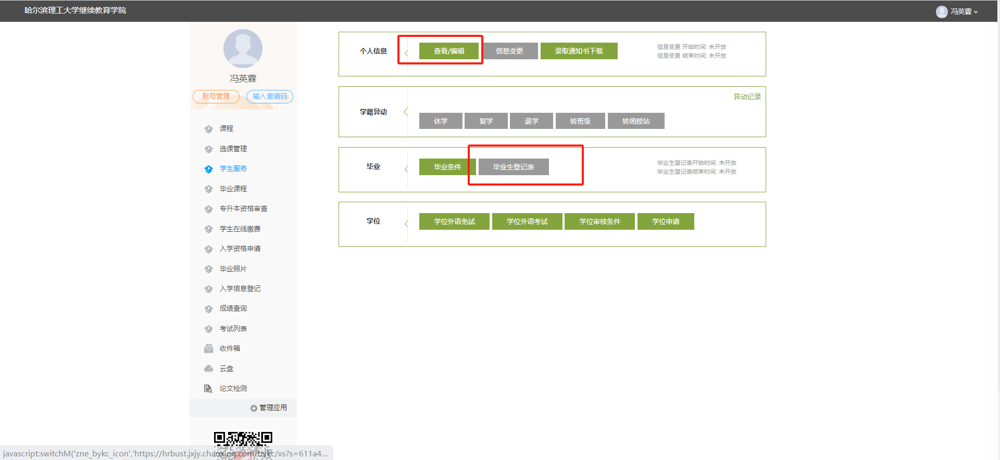 哈尔滨理工大学继续教育学院
冯英霖
冯英霖
账号管理 输入邀请码
课程
选课管理
学生服务
毕业课程
专升本资格审查
学生在线缴费
入学资格申请
毕业照片
入学信息登记
成绩查询
考试列表
收件箱
云盘
论文检测
管理应用
个人信息 查看/编辑 信息变更 录取通知书下载
信息变更 开始时间: 未开放
信息变更 结束时间: 未开放
异动记录
学籍异动
休学 复学 退学 转班级 转函授站
毕业 毕业条件 毕业生登记表
毕业生登记表开始时间: 未开放
毕业生登记表结束时间: 未开放
学位 学位外语免试 学位外语考试 学位审核条件 学位申请
javascript:switchM('zne_bykc_icon','https://hrbust.jxjy.chaoxing.com/bykc/xs?s=611a4...